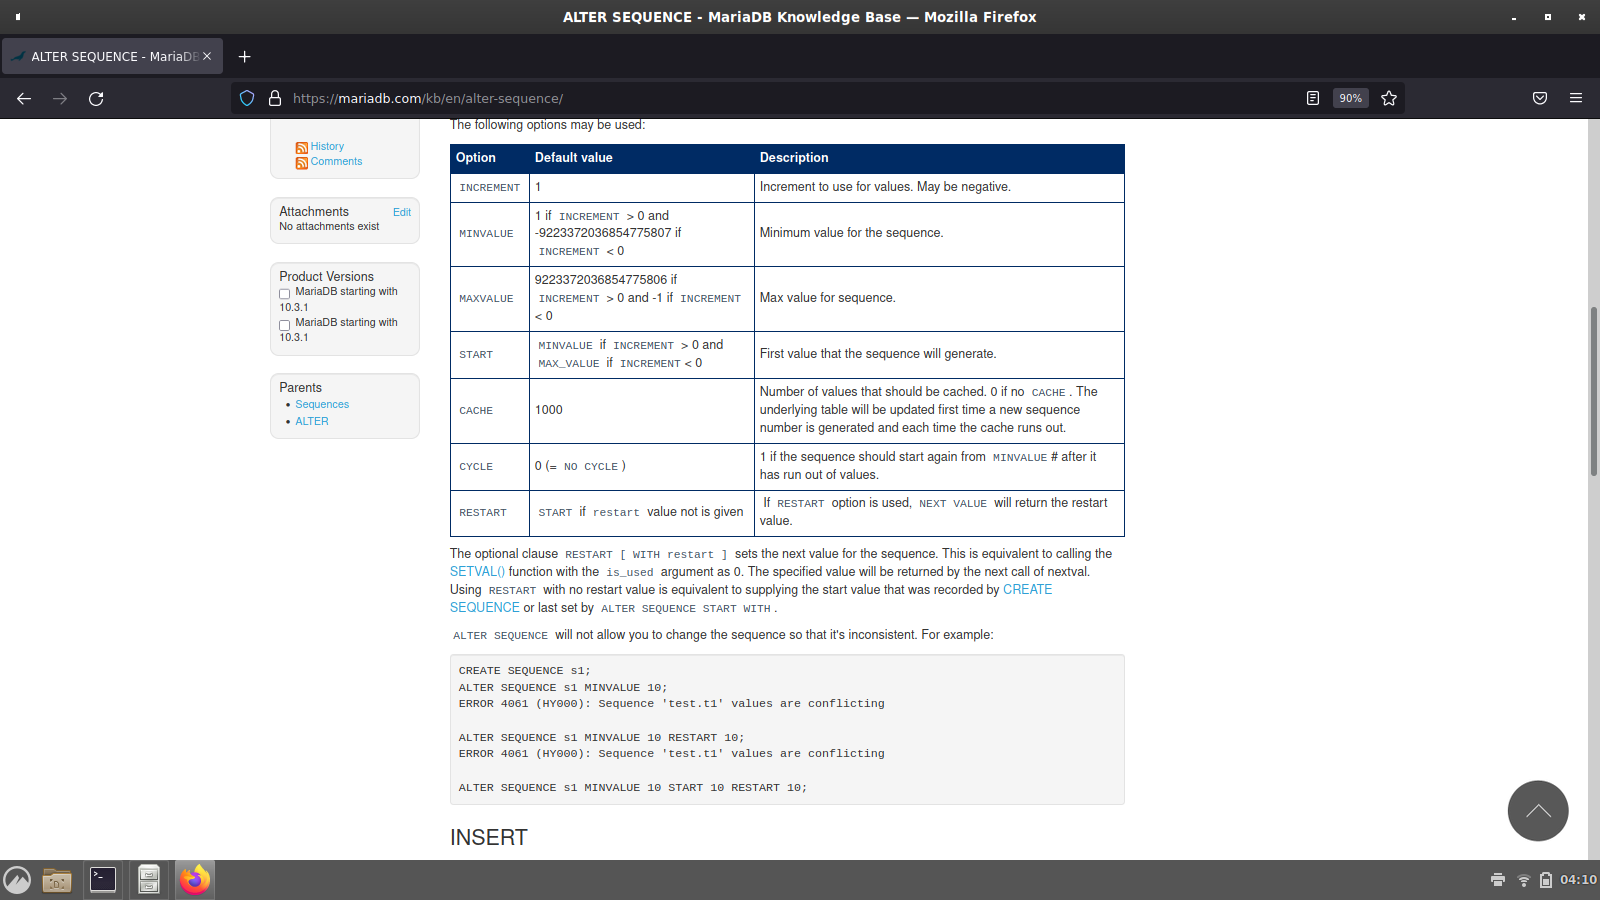 ALTER SEQUENCE - MariaDB Knowledge Base — Mozilla Firefox
ALTER SEQUENCE - MariaDB
https://mariadb.com/kb/en/alter-sequence/
90%
History
Comments
Attachments Edit
No attachments exist
Product Versions
MariaDB starting with
10.3.1
MariaDB starting with
10.3.1
Parents
Sequences
ALTER
The following options may be used:
Option Default value Description
INCREMENT 1 Increment to use for values. May be negative.
MINVALUE
1 if INCREMENT > 0 and
-9223372036854775807 if
INCREMENT < 0
Minimum value for the sequence.
MAXVALUE
9223372036854775806 if
INCREMENT > 0 and -1 if INCREMENT
< 0
Max value for sequence.
START
MINVALUE if INCREMENT > 0 and
MAX_VALUE if INCREMENT < 0
First value that the sequence will generate.
CACHE
1000
Number of values that should be cached. 0 if no CACHE. The
underlying table will be updated first time a new sequence
number is generated and each time the cache runs out.
CYCLE
0 (= NO CYCLE)
1 if the sequence should start again from MINVALUE # after it
has run out of values.
RESTART
START if restart value not is given
If RESTART option is used, NEXT VALUE will return the restart
value.
The optional clause RESTART [ WITH restart ] sets the next value for the sequence. This is equivalent to calling the
SETVAL() function with the is_used argument as 0. The specified value will be returned by the next call of nextval.
Using RESTART with no restart value is equivalent to supplying the start value that was recorded by CREATE
SEQUENCE or last set by ALTER SEQUENCE START WITH.
ALTER SEQUENCE will not allow you to change the sequence so that it's inconsistent. For example:
CREATE SEQUENCE s1;
ALTER SEQUENCE s1 MINVALUE 10;
ERROR 4061 (HY000): Sequence 'test.t1' values are conflicting
ALTER SEQUENCE s1 MINVALUE 10 RESTART 10;
ERROR 4061 (HY000): Sequence 'test.t1' values are conflicting
ALTER SEQUENCE s1 MINVALUE 10 START 10 RESTART 10;
INSERT
04:10